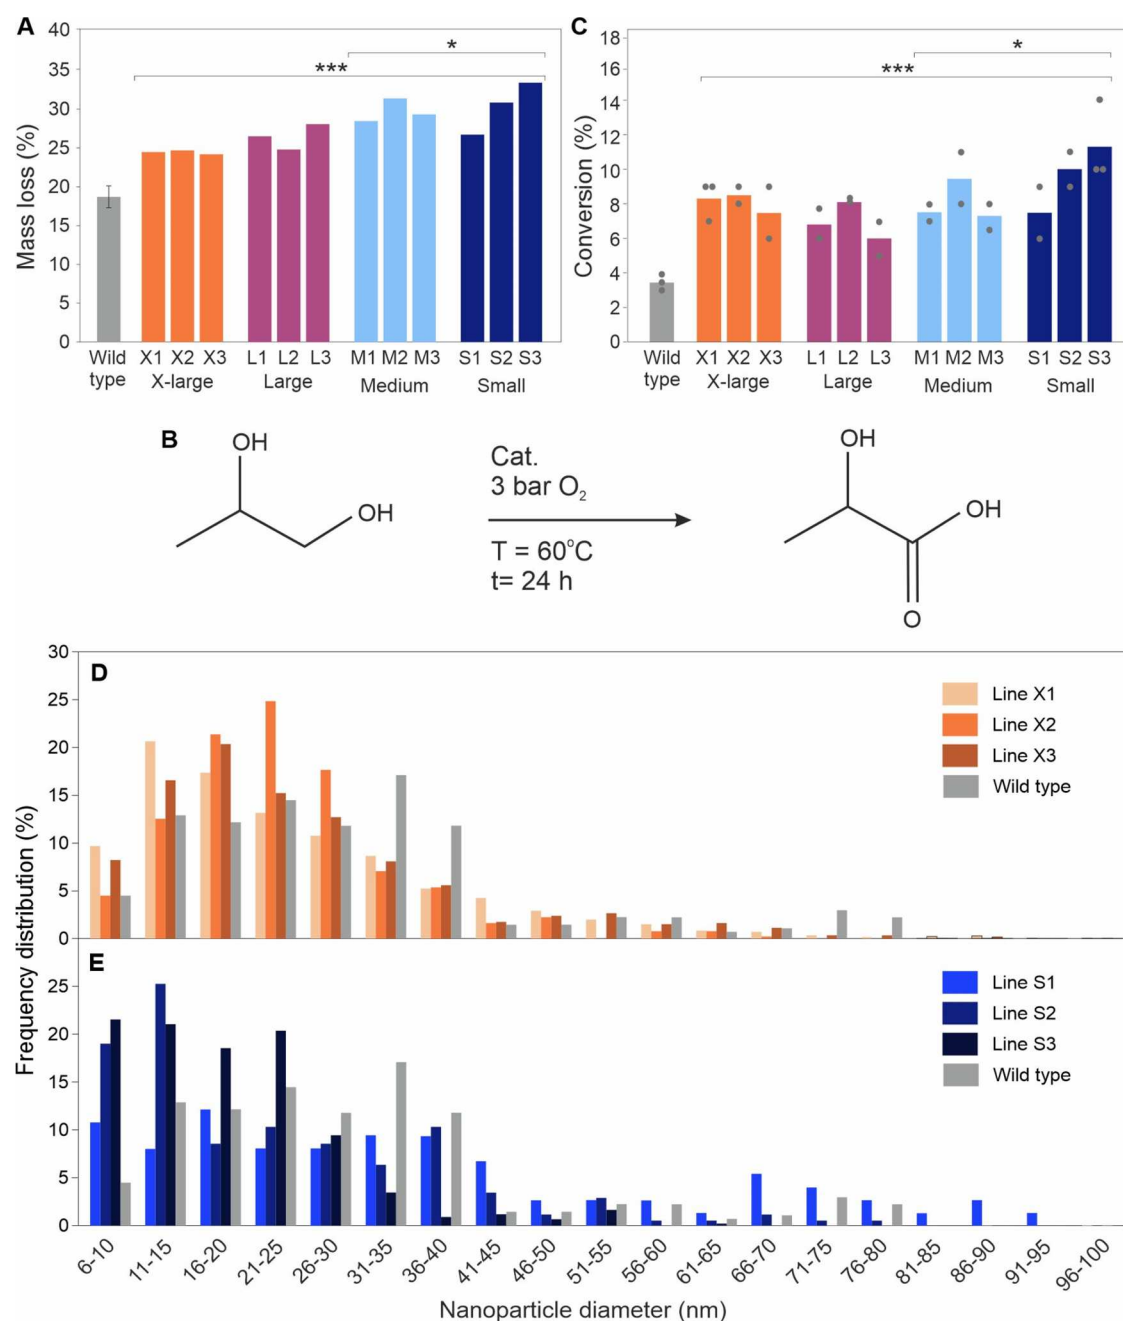 A
Mass loss (%)
40
35
30
25
20
15
10
5
0
*
***
Wild type
X1 X2 X3
X-large
L1 L2 L3
Large
M1 M2 M3
Medium
S1 S2 S3
Small
C
Conversion (%)
18
16
14
12
10
8
6
4
2
0
*
***
Wild type
X1 X2 X3
X-large
L1 L2 L3
Large
M1 M2 M3
Medium
S1 S2 S3
Small
B
OH
OH
Cat.
3 bar O₂
T = 60°C
t= 24 h
OH
OH
O
Frequency distribution (%)
D
30
25
20
15
10
5
0
Line X1
Line X2
Line X3
Wild type
E
25
20
15
10
5
0
Line S1
Line S2
Line S3
Wild type
6-10
11-15
16-20
21-25
26-30
31-35
36-40
41-45
46-50
51-55
56-60
61-65
66-70
71-75
76-80
81-85
86-90
91-95
96-100
Nanoparticle diameter (nm)